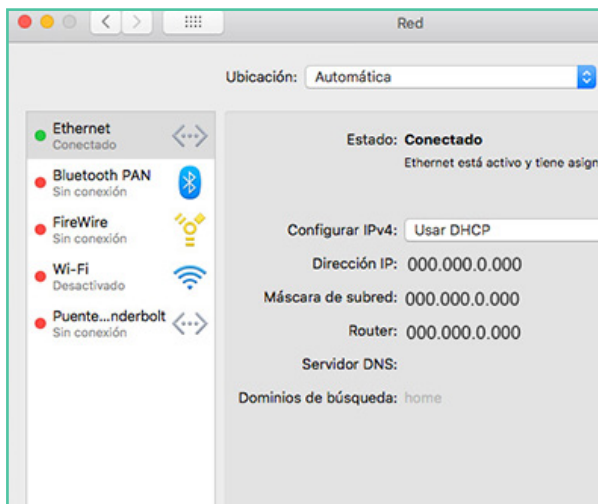 Red
Ubicación: Automática
Ethernet
Conectado
Bluetooth PAN
Sin conexión
FireWire
Sin conexión
Wi-Fi
Desactivado
Puente...nderbolt
Sin conexión
Estado: Conectado
Ethernet está activo y tiene asign
Configurar IPv4: Usar DHCP
Dirección IP: 000.000.0.000
Máscara de subred: 000.000.0.000
Router: 000.000.0.000
Servidor DNS:
Dominios de búsqueda: home